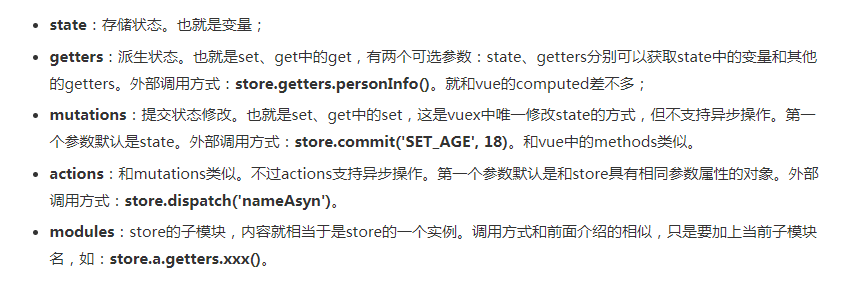 state：存储状态。也就是变量；
getters：派生状态。也就是set、get中的get，有两个可选参数：state、getters分别可以获取state中的变量和其他
的getters。外部调用方式：store.getters.personInfo()。就和vue的computed差不多；
mutations：提交状态修改。也就是set、get中的set，这是vuex中唯一修改state的方式，但不支持异步操作。第一
个参数默认是state。外部调用方式：store.commit('SET_AGE', 18)。和vue中的methods类似。
actions：和mutations类似。不过actions支持异步操作。第一个参数默认是和store具有相同参数属性的对象。外部
调用方式：store.dispatch('nameAsyn')。
modules：store的子模块，内容就相当于是store的一个实例。调用方式和前面介绍的相似，只是要加上当前子模块
名，如：store.a.getters.xxx()。